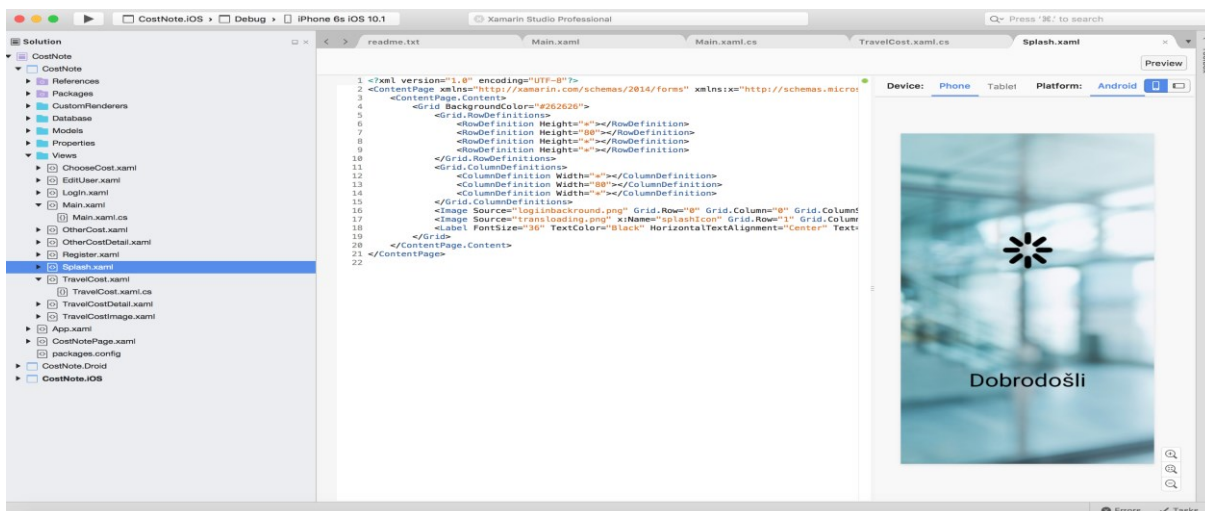 CostNote.iOS › Debug › iPhone 6s iOS 10.1
Xamarin Studio Professional
Press '⌘.' to search
Solution
CostNote
CostNote
References
Packages
CustomRenderers
Database
Models
Properties
Views
ChooseCost.xaml
EditUser.xaml
LogIn.xaml
Main.xaml
Main.xaml.cs
OtherCost.xaml
OtherCostDetail.xaml
Register.xaml
Splash.xaml
TravelCost.xaml
TravelCost.xaml.cs
TravelCostDetail.xaml
TravelCostImage.xaml
App.xaml
CostNotePage.xaml
packages.config
CostNote.Droid
CostNote.iOS
readme.txt
Main.xaml
Main.xaml.cs
TravelCost.xaml.cs
Splash.xaml
Preview
1 <?xml version="1.0" encoding="UTF-8"?>
2 <ContentPage xmlns="http://xamarin.com/schemas/2014/forms" xmlns:x="http://schemas.micros
3 <ContentPage.Content>
4 <Grid BackgroundColor="#262626">
5 <Grid.RowDefinitions>
6 <RowDefinition Height="*"></RowDefinition>
7 <RowDefinition Height="80"></RowDefinition>
8 <RowDefinition Height="*"></RowDefinition>
9 <RowDefinition Height="*"></RowDefinition>
10 </Grid.RowDefinitions>
11 <Grid.ColumnDefinitions>
12 <ColumnDefinition Width="*"></ColumnDefinition>
13 <ColumnDefinition Width="80"></ColumnDefinition>
14 <ColumnDefinition Width="*"></ColumnDefinition>
15 </Grid.ColumnDefinitions>
16 <Image Source="logiinbackround.png" Grid.Row="0" Grid.Column="0" Grid.ColumnS
17 <Image Source="transloading.png" x:Name="splashIcon" Grid.Row="1" Grid.Column
18 <Label FontSize="36" TextColor="Black" HorizontalTextAlignment="Center" Text=
19 </Grid>
20 </ContentPage.Content>
21 </ContentPage>
22
Device: Phone Tablet Platform: Android
Dobrodošli
Errors Tasks